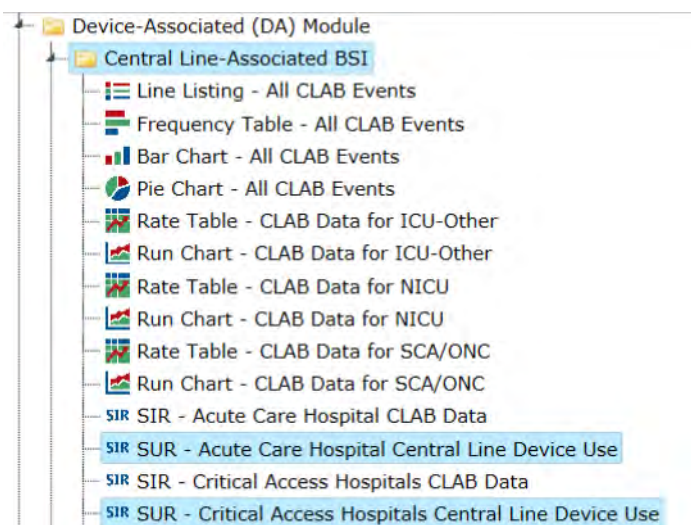 Device-Associated (DA) Module
Central Line-Associated BSI
Line Listing - All CLAB Events
Frequency Table - All CLAB Events
Bar Chart - All CLAB Events
Pie Chart - All CLAB Events
Rate Table - CLAB Data for ICU-Other
Run Chart - CLAB Data for ICU-Other
Rate Table - CLAB Data for NICU
Run Chart - CLAB Data for NICU
Rate Table - CLAB Data for SCA/ONC
Run Chart - CLAB Data for SCA/ONC
SIR SIR - Acute Care Hospital CLAB Data
SIR SUR - Acute Care Hospital Central Line Device Use
SIR SIR - Critical Access Hospitals CLAB Data
SIR SUR - Critical Access Hospitals Central Line Device Use